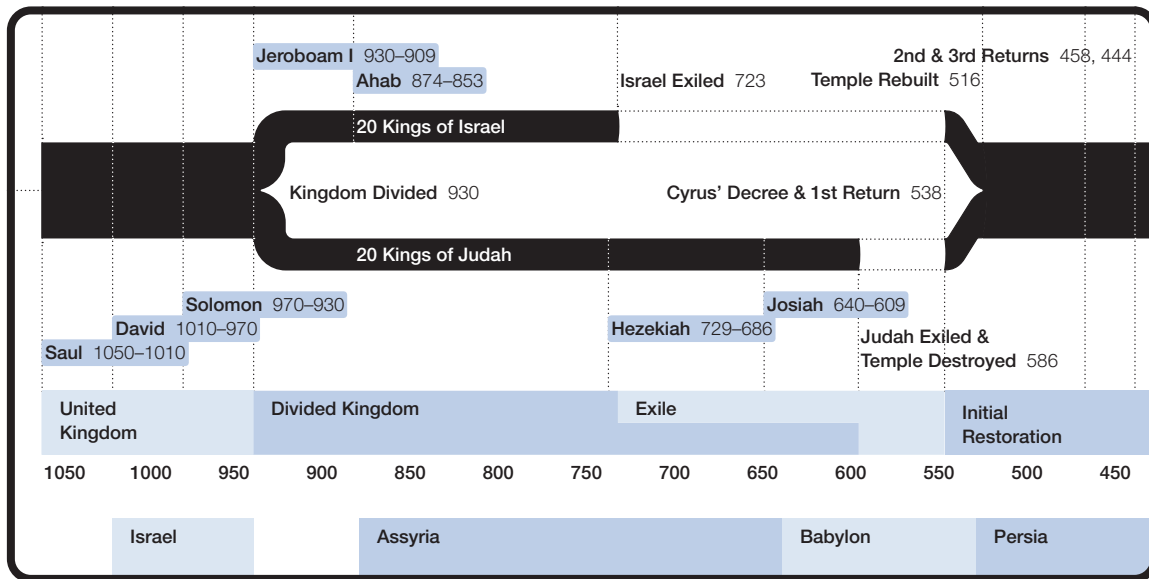 Jeroboam I 930–909
Ahab 874–853
Israel Exiled 723
2nd & 3rd Returns 458, 444
Temple Rebuilt 516
20 Kings of Israel
Kingdom Divided 930
Cyrus’ Decree & 1st Return 538
20 Kings of Judah
Solomon 970–930
David 1010–970
Saul 1050–1010
Josiah 640–609
Hezekiah 729–686
Judah Exiled &
Temple Destroyed 586
United
Kingdom
Divided Kingdom
Exile
Initial
Restoration
1050 1000 950 900 850 800 750 700 650 600 550 500 450
Israel
Assyria
Babylon
Persia